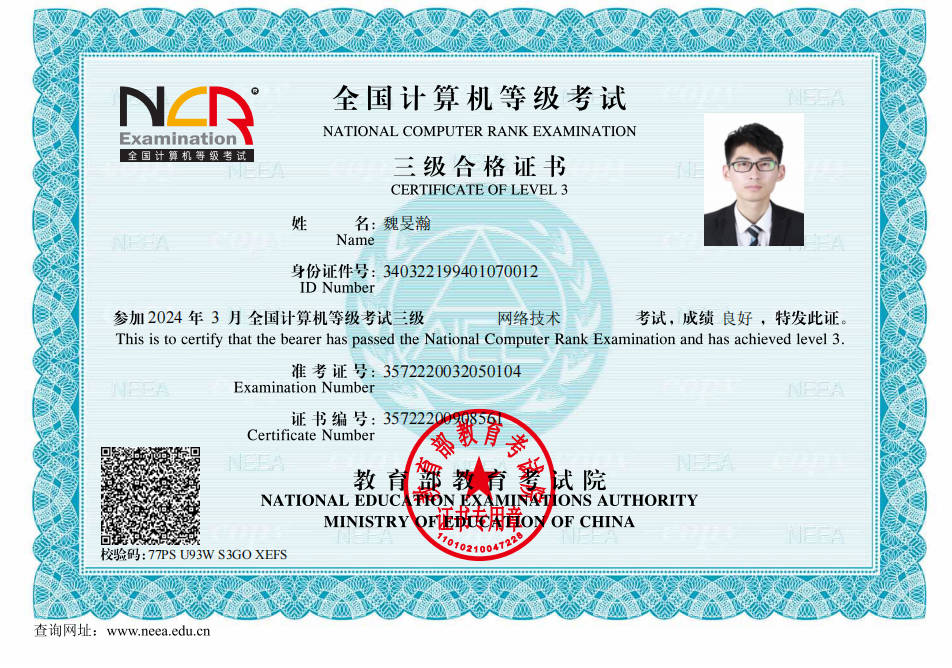 NCR®
Examination
全国计算机等级考试
全国计算机等级考试
NATIONAL COMPUTER RANK EXAMINATION
三级合格证书
CERTIFICATE OF LEVEL 3
姓 名: 魏旻瀚
Name
身份证件号: 340322199401070012
ID Number
参加 2024 年 3 月 全国计算机等级考试三级 网络技术 考试，成绩 良好 ，特发此证。
This is to certify that the bearer has passed the National Computer Rank Examination and has achieved level 3.
准考证号: 3572220032050104
Examination Number
证书编号: 35722200908561
Certificate Number
教育部教育考试院
NATIONAL EDUCATION EXAMINATIONS AUTHORITY
MINISTRY OF EDUCATION OF CHINA
教育部教育考试院
证书专用章
11010210047228
校验码: 77PS U93W S3GO XEFS
查询网址：www.neea.edu.cn
NEEA
copy